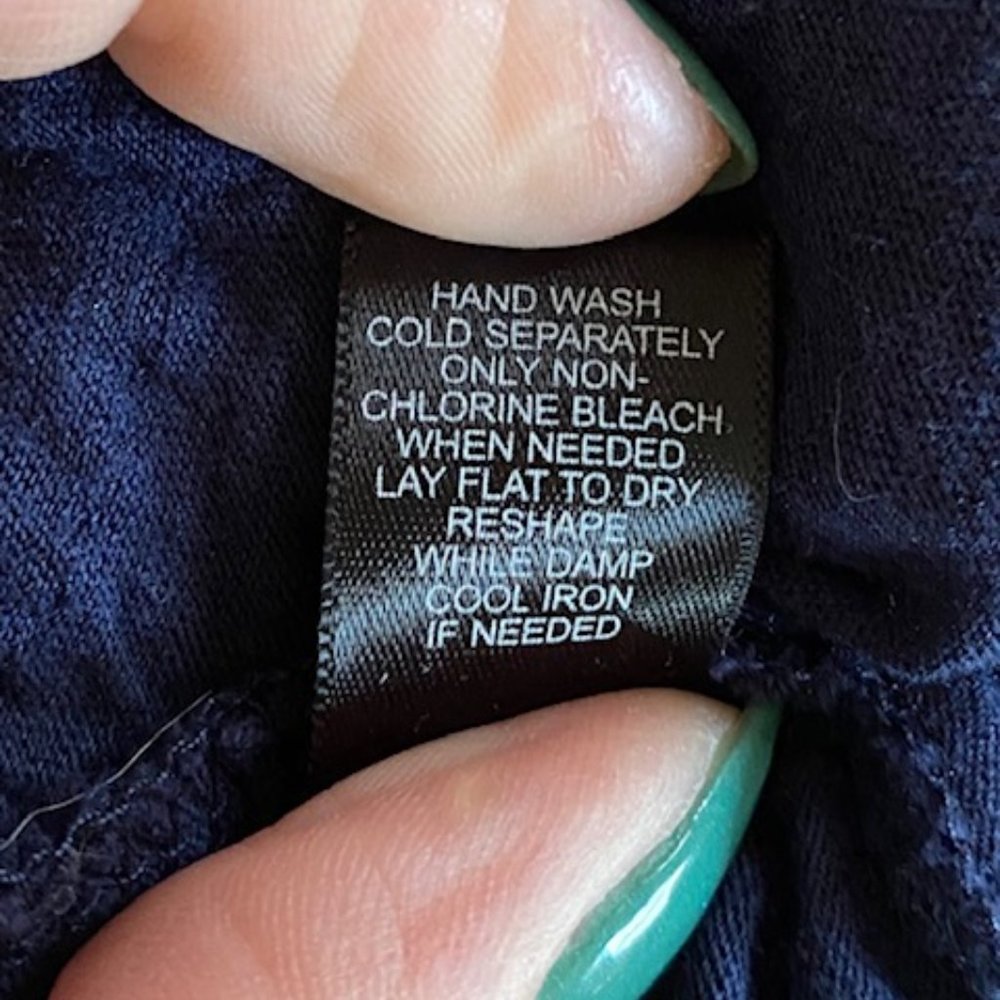 HAND WASH
COLD SEPARATELY
ONLY NON-
CHLORINE BLEACH
WHEN NEEDED
LAY FLAT TO DRY
RESHAPE
WHILE DAMP
COOL IRON
IF NEEDED